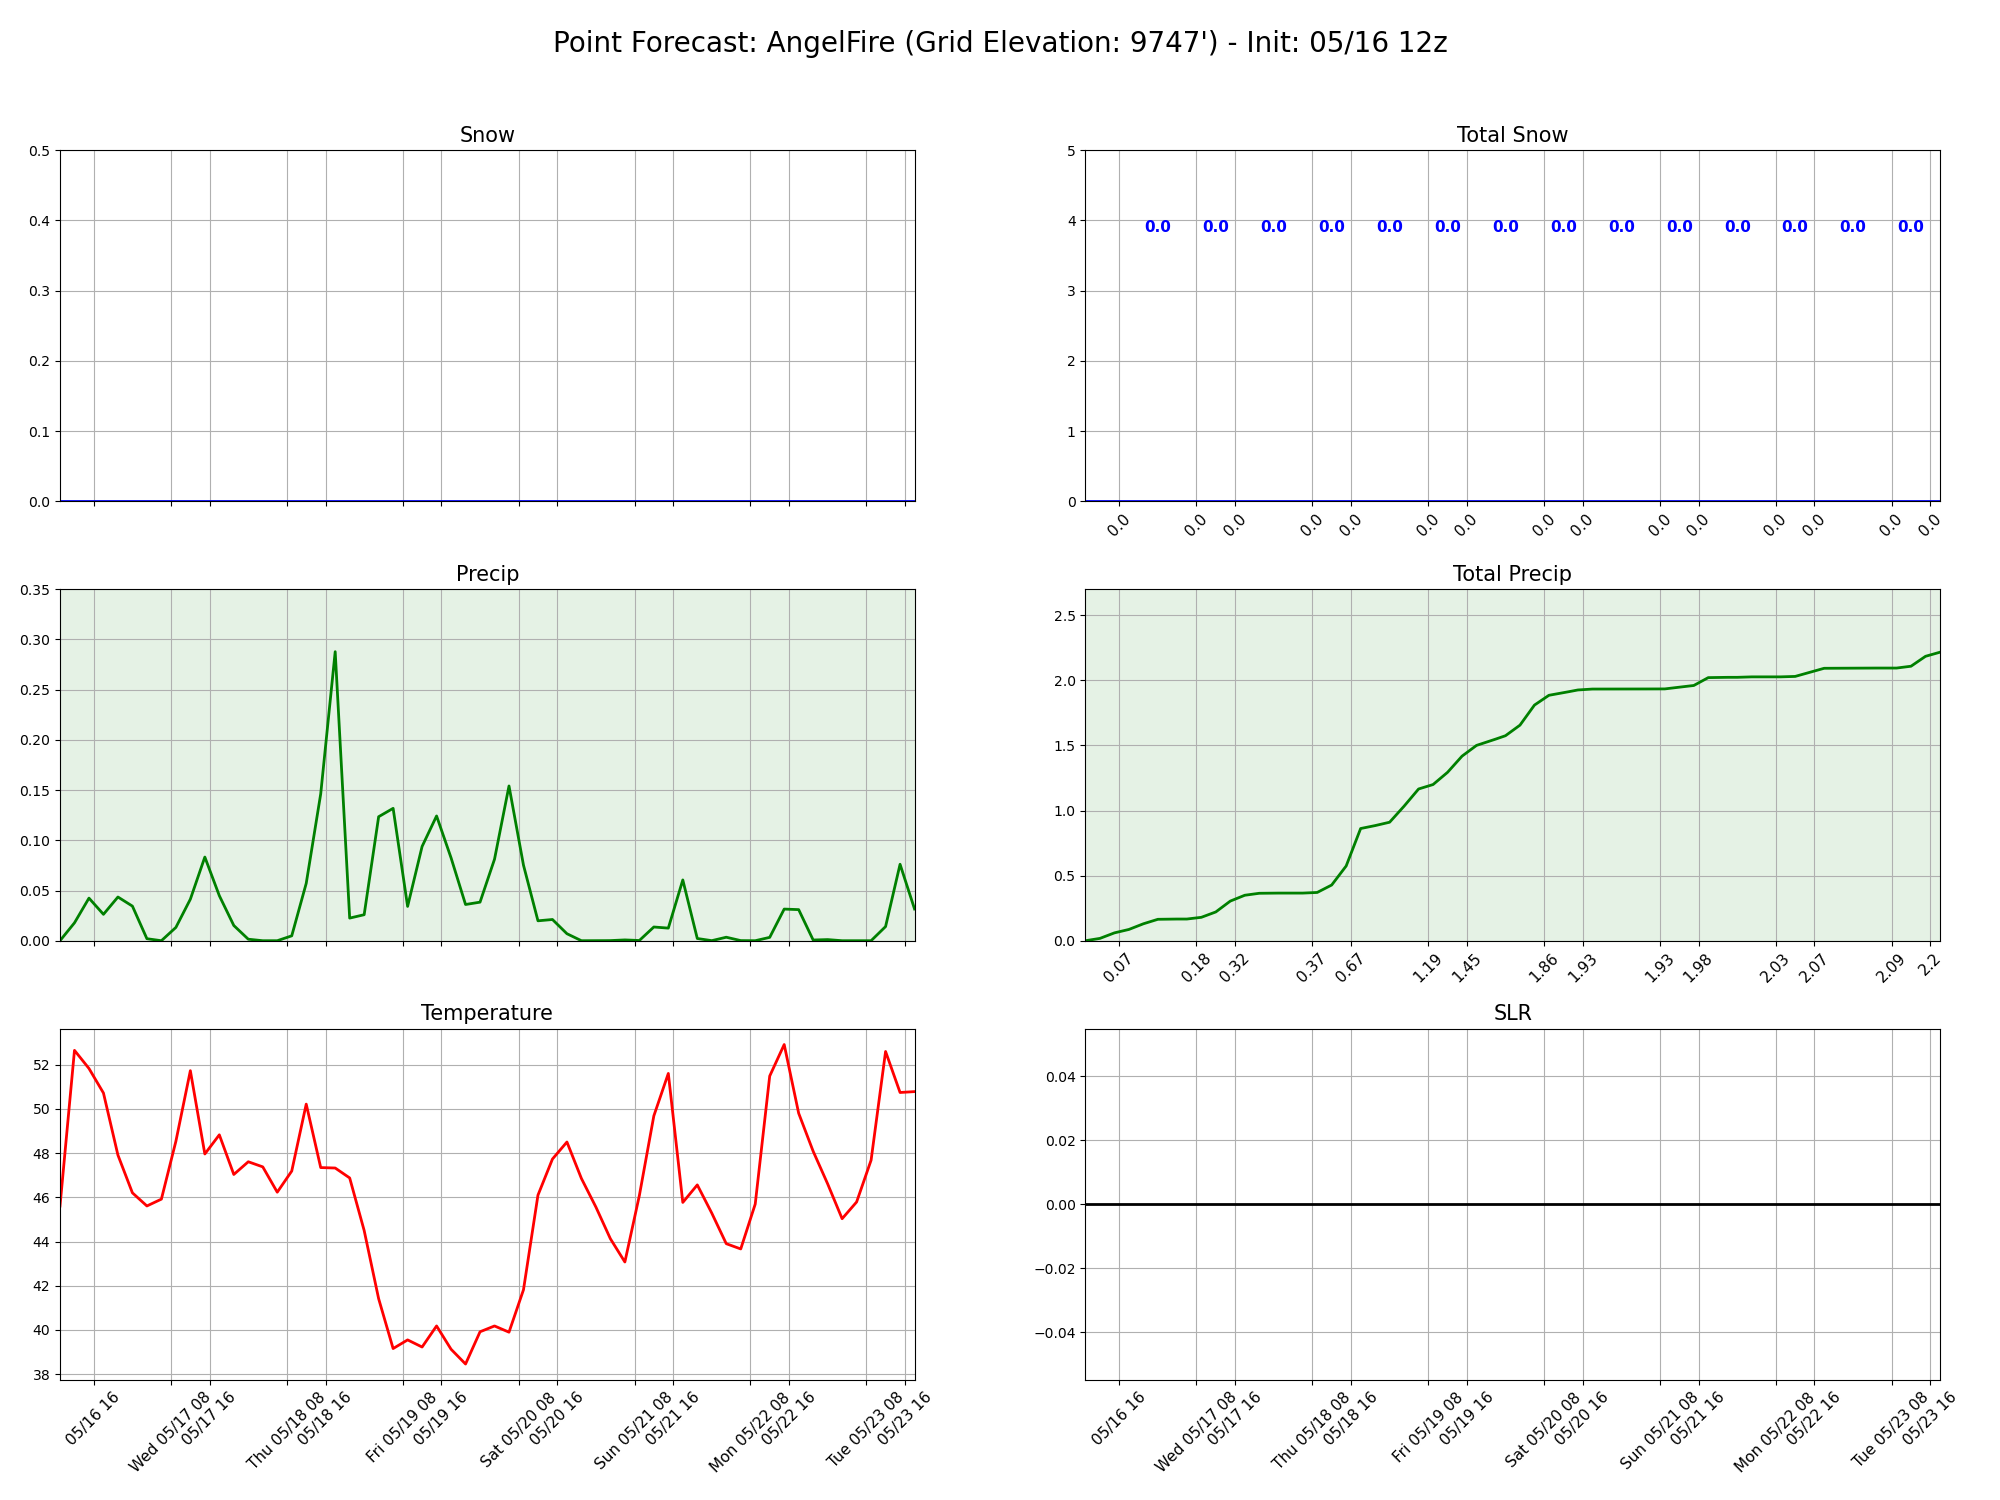 Point Forecast: AngelFire (Grid Elevation: 9747') - Init: 05/16 12z
Snow
0.5
0.4
0.3
0.2
0.1
0.0
Total Snow
5
4
3
2
1
0
0.0 0.0 0.0 0.0 0.0 0.0 0.0 0.0 0.0 0.0 0.0 0.0 0.0 0.0
0.0 0.0 0.0 0.0 0.0 0.0 0.0 0.0 0.0 0.0 0.0 0.0 0.0 0.0 0.0
Precip
0.35
0.30
0.25
0.20
0.15
0.10
0.05
0.00
Total Precip
2.5
2.0
1.5
1.0
0.5
0.0
0.07 0.18 0.32 0.37 0.67 1.19 1.45 1.86 1.93 1.93 1.98 2.03 2.07 2.09 2.2
Temperature
52
50
48
46
44
42
40
38
05/16 16
Wed 05/17 08
05/17 16
Thu 05/18 08
05/18 16
Fri 05/19 08
05/19 16
Sat 05/20 08
05/20 16
Sun 05/21 08
05/21 16
Mon 05/22 08
05/22 16
Tue 05/23 08
05/23 16
SLR
0.04
0.02
0.00
−0.02
−0.04
05/16 16
Wed 05/17 08
05/17 16
Thu 05/18 08
05/18 16
Fri 05/19 08
05/19 16
Sat 05/20 08
05/20 16
Sun 05/21 08
05/21 16
Mon 05/22 08
05/22 16
Tue 05/23 08
05/23 16